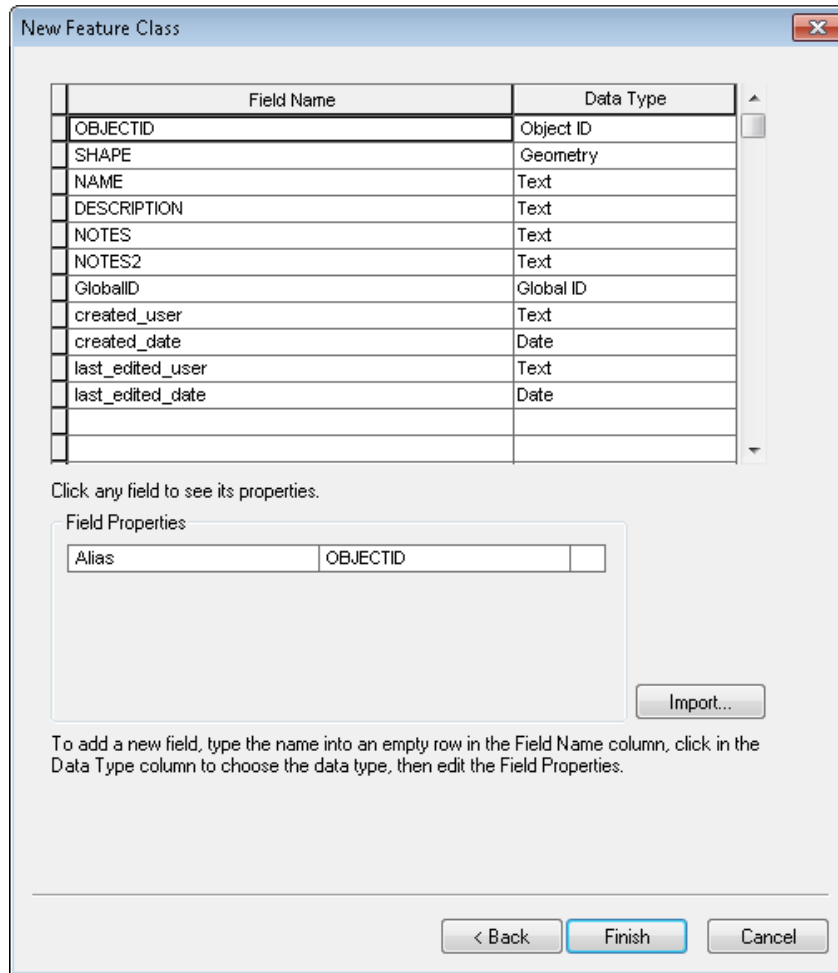 New Feature Class
Field Name Data Type
OBJECTID Object ID
SHAPE Geometry
NAME Text
DESCRIPTION Text
NOTES Text
NOTES2 Text
GlobalID Global ID
created_user Text
created_date Date
last_edited_user Text
last_edited_date Date
Click any field to see its properties.
Field Properties
Alias OBJECTID
Import...
To add a new field, type the name into an empty row in the Field Name column, click in the
Data Type column to choose the data type, then edit the Field Properties.
< Back Finish Cancel